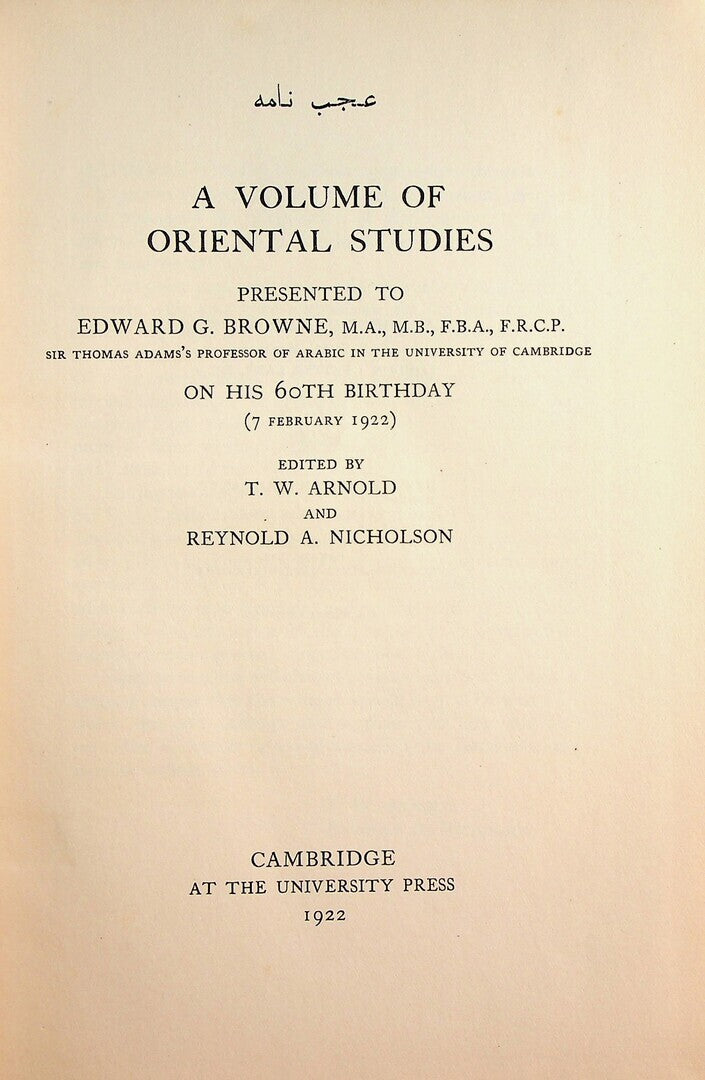 عجب نامه
A VOLUME OF
ORIENTAL STUDIES
PRESENTED TO
EDWARD G. BROWNE, M.A., M.B., F.B.A., F.R.C.P.
SIR THOMAS ADAMS'S PROFESSOR OF ARABIC IN THE UNIVERSITY OF CAMBRIDGE
ON HIS 60TH BIRTHDAY
(7 FEBRUARY 1922)
EDITED BY
T. W. ARNOLD
AND
REYNOLD A. NICHOLSON
CAMBRIDGE
AT THE UNIVERSITY PRESS
1922